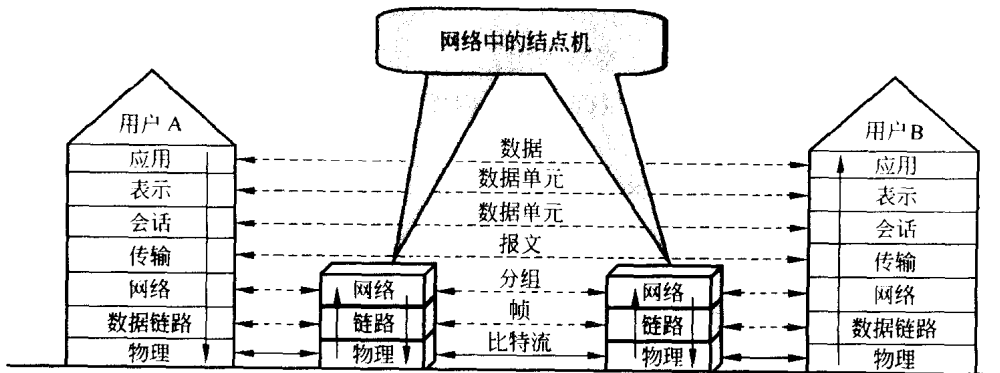 网络中的结点机
用户 A
用户 B
应用
数据
应用
表示
数据单元
表示
会话
数据单元
会话
传输
报文
传输
网络
网络
分组
网络
网络
数据链路
链路
帧
链路
数据链路
物理
物理
比特流
物理
物理